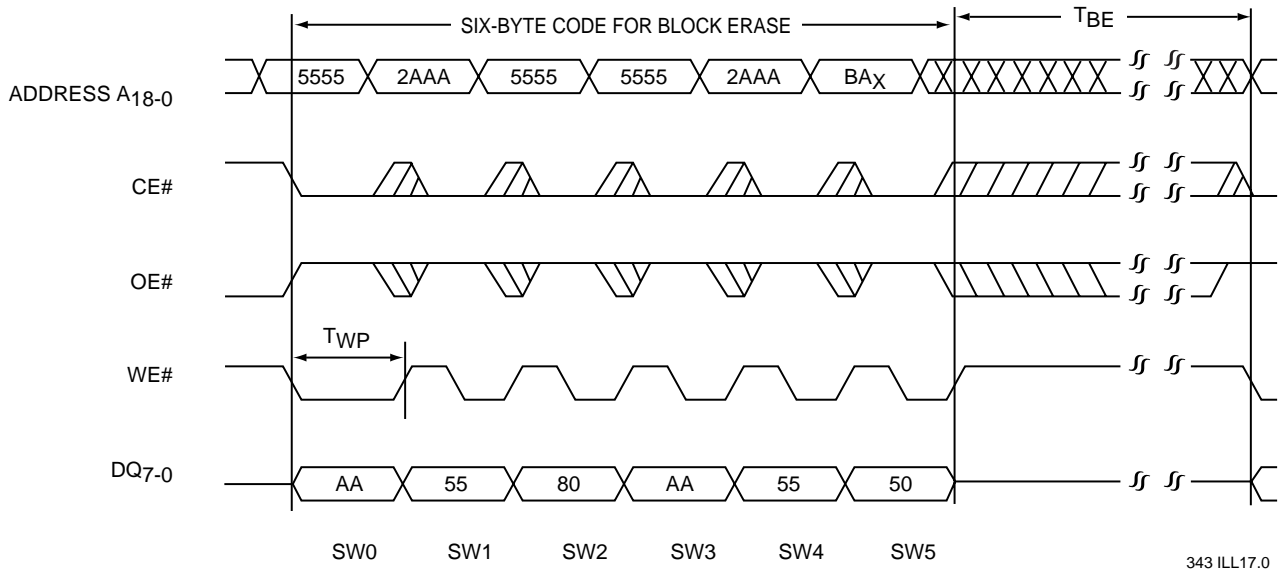 SIX-BYTE CODE FOR BLOCK ERASE
TBE
ADDRESS A18-0
5555 2AAA 5555 5555 2AAA BAX
CE#
OE#
TWP
WE#
DQ7-0
AA 55 80 AA 55 50
SW0 SW1 SW2 SW3 SW4 SW5
343 ILL17.0